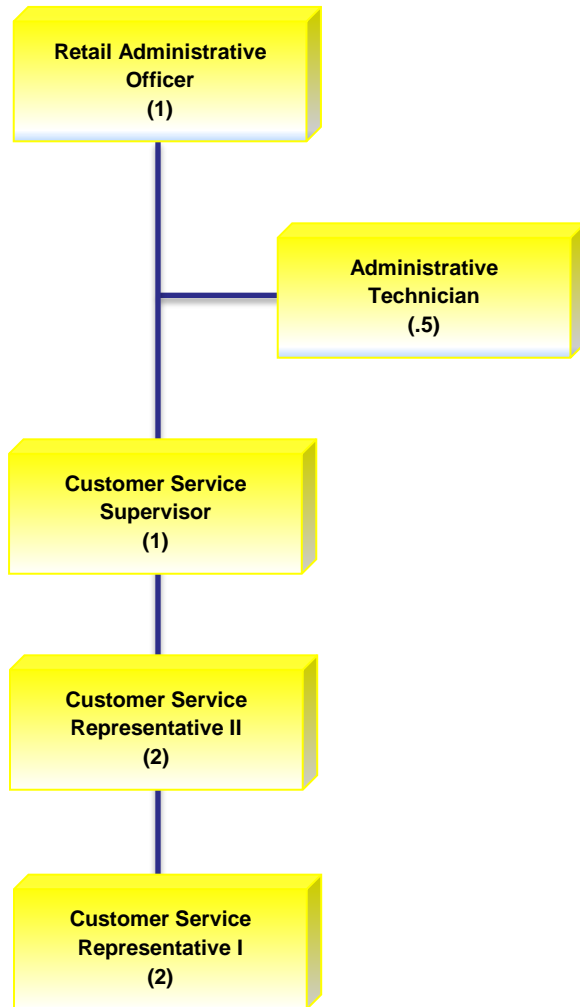 Retail Administrative
Officer
(1)
Administrative
Technician
(.5)
Customer Service
Supervisor
(1)
Customer Service
Representative II
(2)
Customer Service
Representative I
(2)